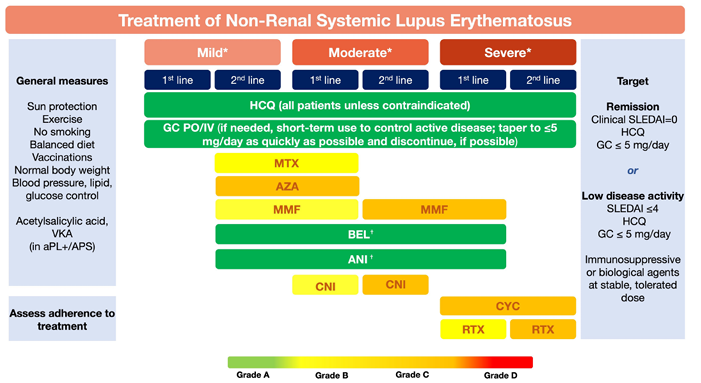 Treatment of Non-Renal Systemic Lupus Erythematosus
General measures
Sun protection
Exercise
No smoking
Balanced diet
Vaccinations
Normal body weight
Blood pressure, lipid,
glucose control
Acetylsalicylic acid,
VKA
(in aPL+/APS)
Assess adherence to
treatment
Mild* Moderate* Severe*
1st line 2nd line 1st line 2nd line 1st line 2nd line
HCQ (all patients unless contraindicated)
GC PO/IV (if needed, short-term use to control active disease; taper to ≤5
mg/day as quickly as possible and discontinue, if possible)
MTX
AZA
MMF MMF
BEL†
ANI †
CNI CNI
CYC
RTX RTX
Target
Remission
Clinical SLEDAI=0
HCQ
GC ≤ 5 mg/day
or
Low disease activity
SLEDAI ≤4
HCQ
GC ≤ 5 mg/day
Immunosuppressive
or biological agents
at stable, tolerated
dose
Grade A Grade B Grade C Grade D